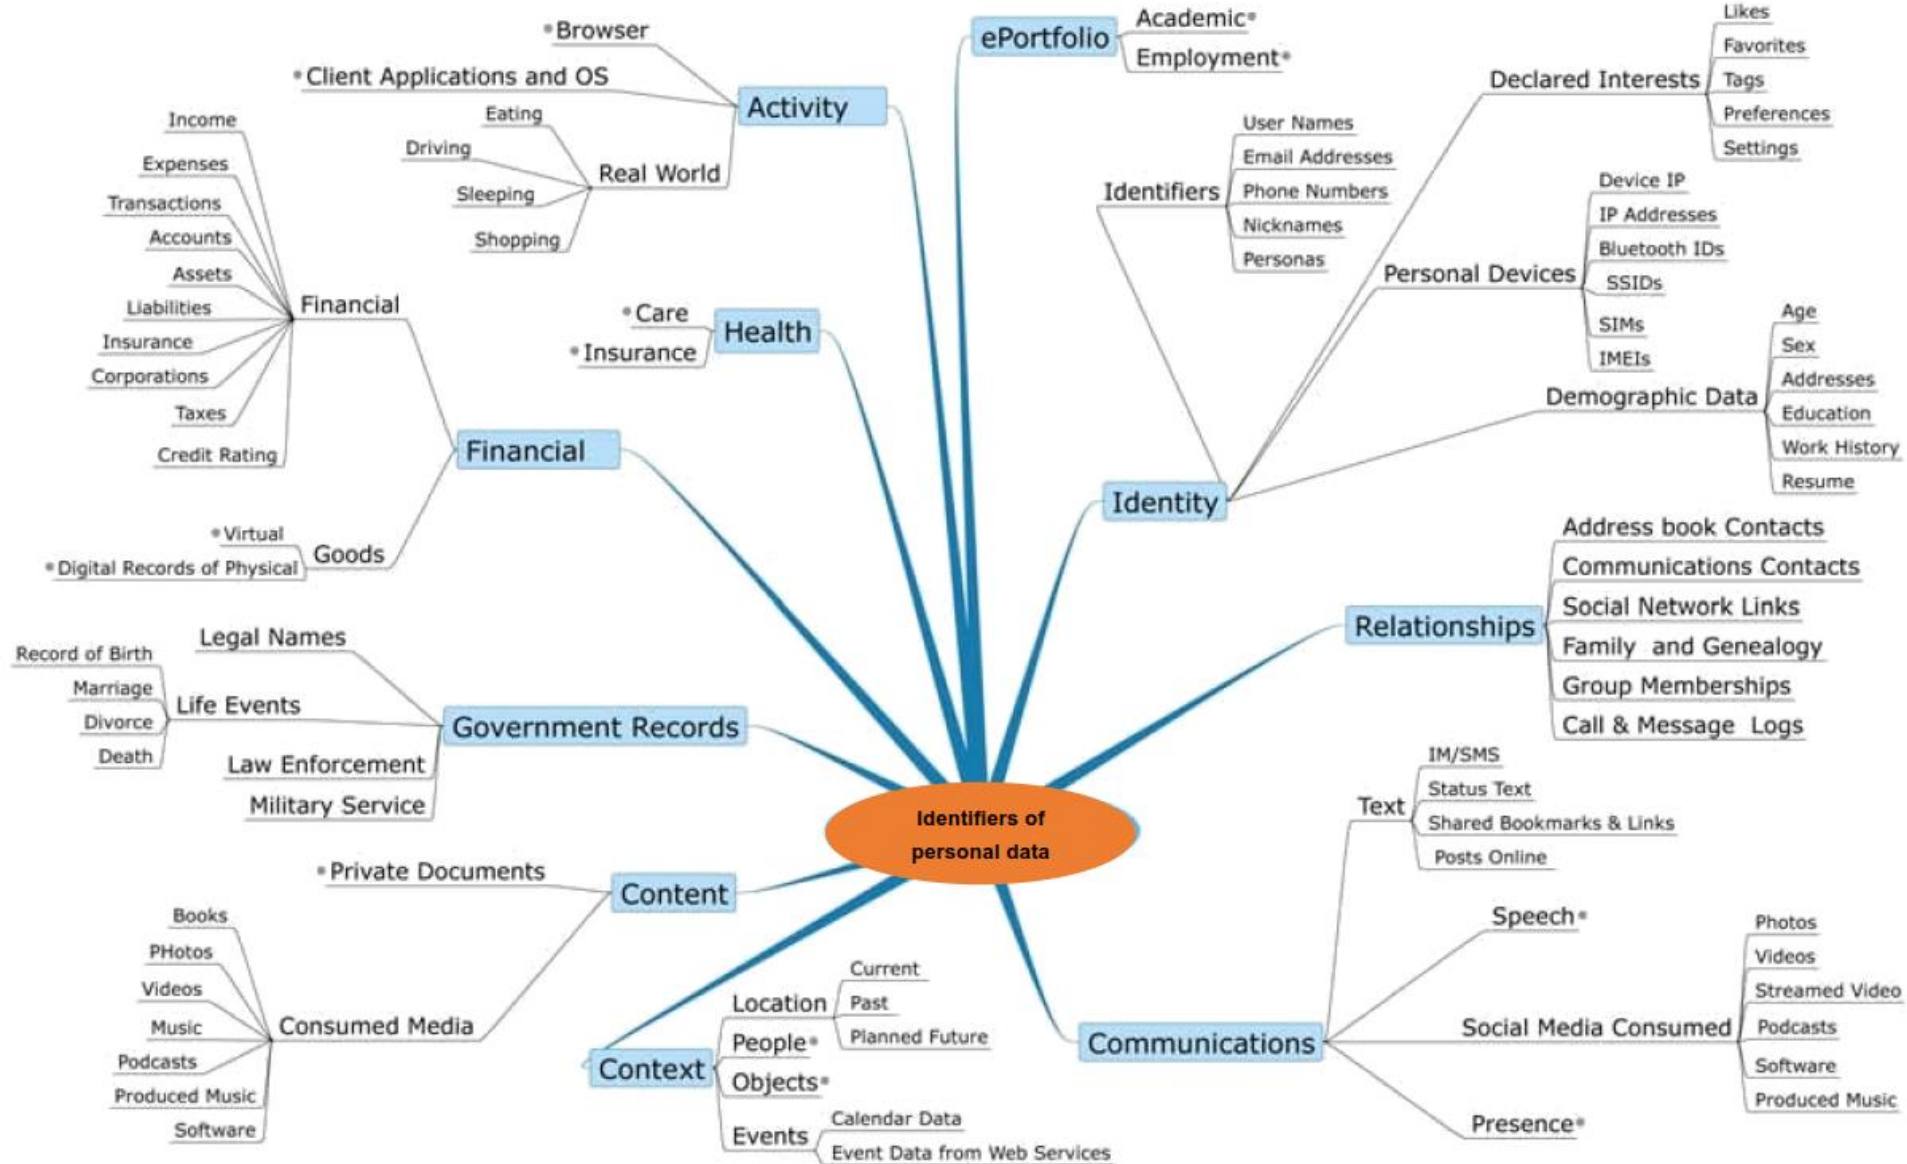 Browser
Client Applications and OS
Activity
Eating
Driving
Sleeping
Shopping
Real World
ePortfolio
Academic
Employment
Declared Interests
Likes
Favorites
Tags
Preferences
Settings
Identifiers
User Names
Email Addresses
Phone Numbers
Nicknames
Personas
Personal Devices
Device IP
IP Addresses
Bluetooth IDs
SSIDs
SIMs
IMEIs
Demographic Data
Age
Sex
Addresses
Education
Work History
Resume
Identity
Income
Expenses
Transactions
Accounts
Assets
Liabilities
Insurance
Corporations
Taxes
Credit Rating
Financial
Financial
Care
Insurance
Health
Virtual
Digital Records of Physical
Goods
Relationships
Address book Contacts
Communications Contacts
Social Network Links
Family and Genealogy
Group Memberships
Call & Message Logs
Legal Names
Record of Birth
Marriage
Divorce
Death
Life Events
Law Enforcement
Military Service
Government Records
Identifiers of
personal data
Text
IM/SMS
Status Text
Shared Bookmarks & Links
Posts Online
Private Documents
Content
Books
PHotos
Videos
Music
Podcasts
Produced Music
Software
Consumed Media
Context
Location
Current
Past
Planned Future
People
Objects
Events
Calendar Data
Event Data from Web Services
Communications
Speech
Social Media Consumed
Photos
Videos
Streamed Video
Podcasts
Software
Produced Music
Presence